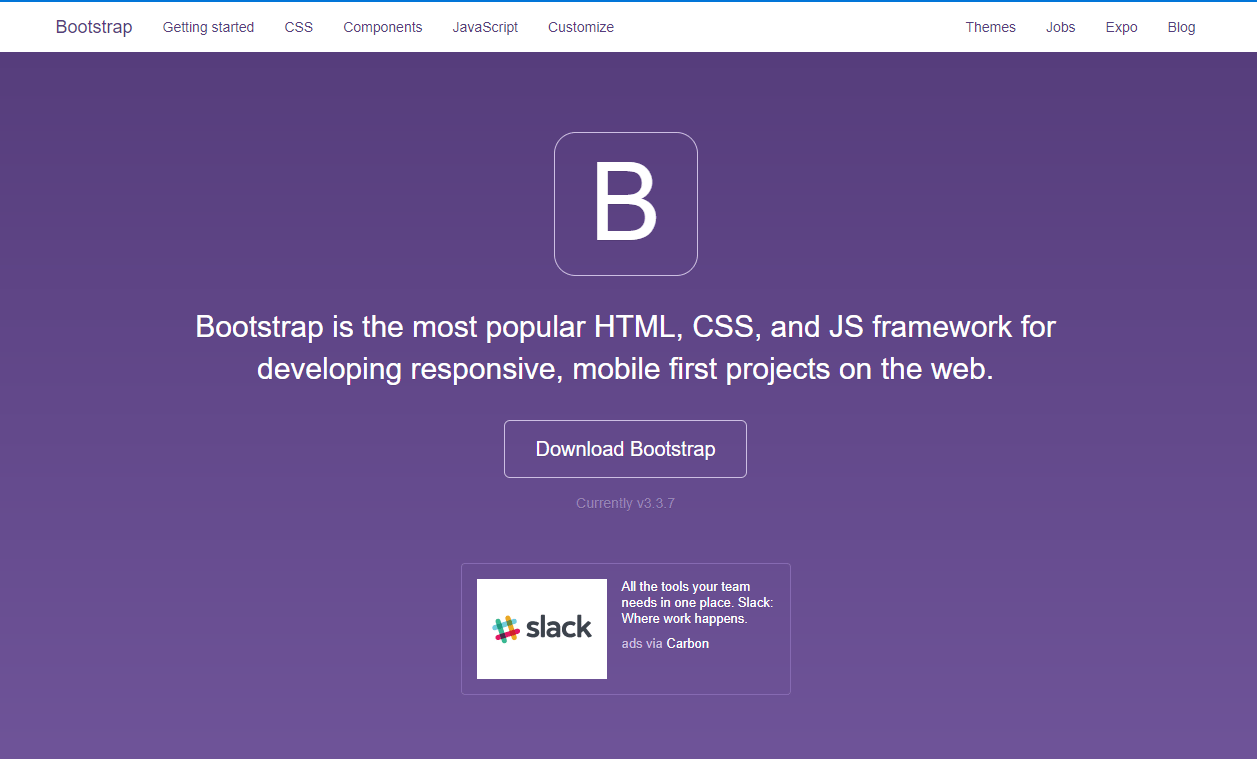 Bootstrap Getting started CSS Components JavaScript Customize Themes Jobs Expo Blog
B
Bootstrap is the most popular HTML, CSS, and JS framework for
developing responsive, mobile first projects on the web.
Download Bootstrap
Currently v3.3.7
slack
All the tools your team
needs in one place. Slack:
Where work happens.
ads via Carbon